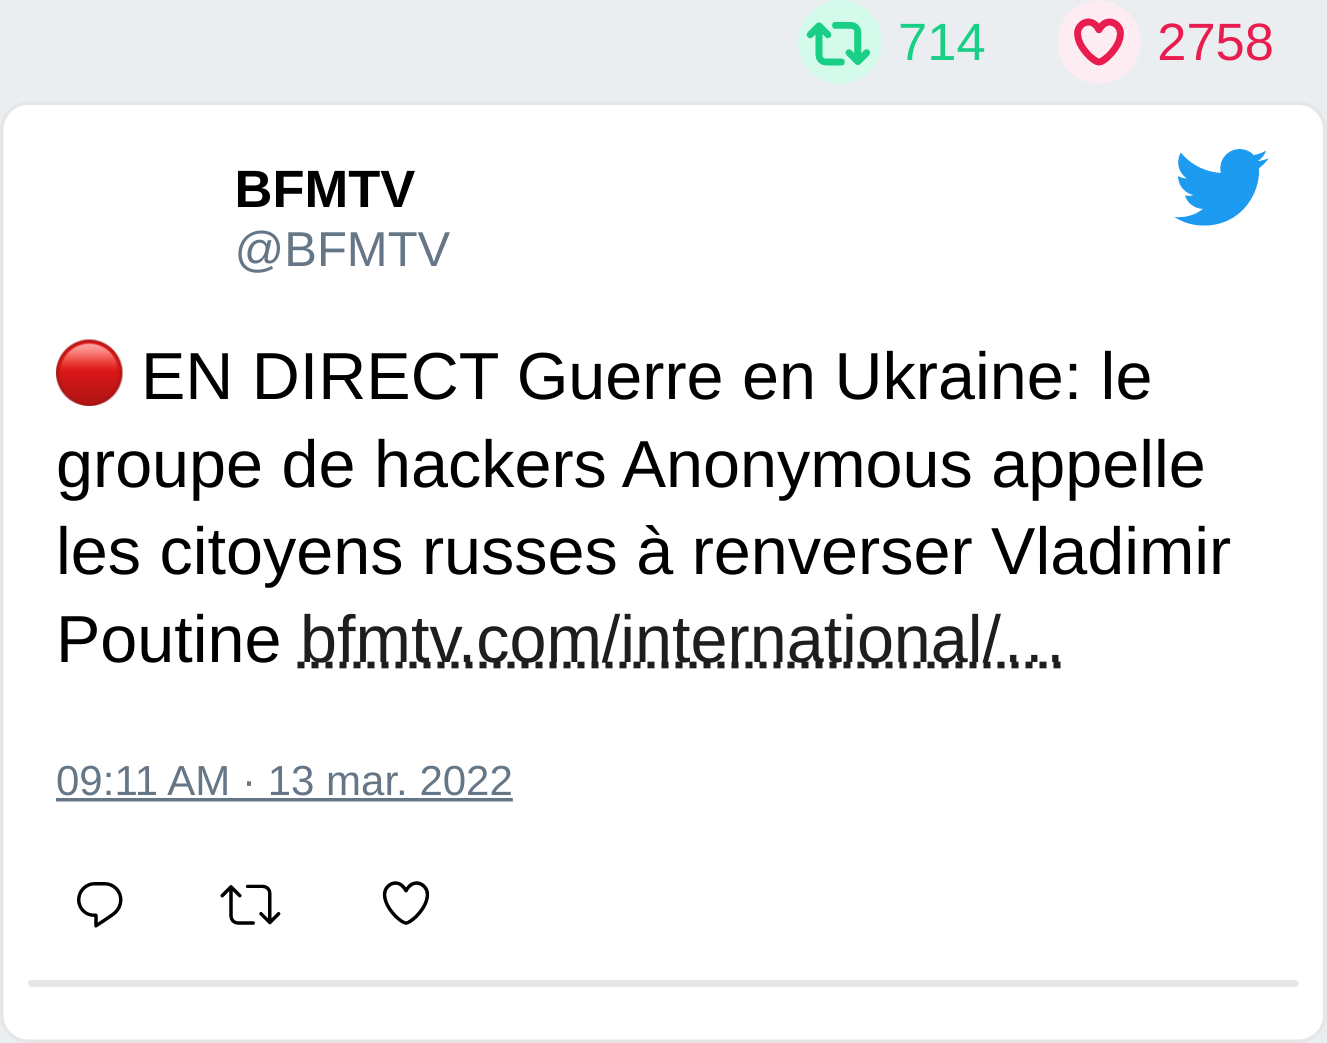 714 2758
BFMTV
@BFMTV
🔴 EN DIRECT Guerre en Ukraine: le
groupe de hackers Anonymous appelle
les citoyens russes à renverser Vladimir
Poutine bfmtv.com/international/…
09:11 AM · 13 mar. 2022